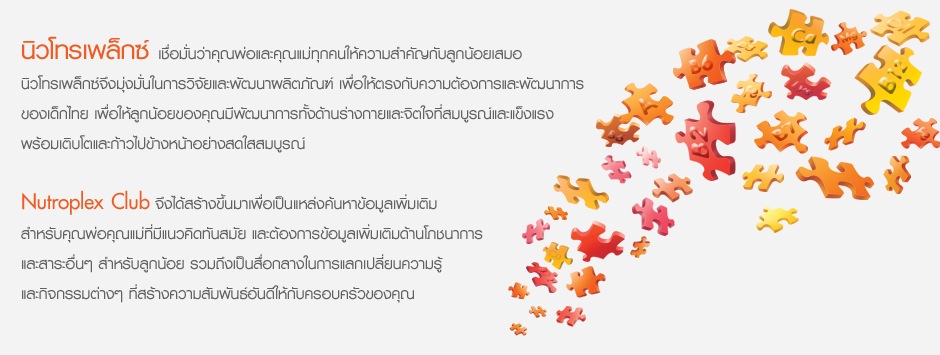 นิวโทรเพล็กซ์ เชื่อมั่นว่าคุณพ่อและคุณแม่ทุกคนให้ความสำคัญกับลูกน้อยเสมอ
นิวโทรเพล็กซ์จึงมุ่งมั่นในการวิจัยและพัฒนาผลิตภัณฑ์ เพื่อให้ตรงกับความต้องการและพัฒนาการ
ของเด็กไทย เพื่อให้ลูกน้อยของคุณมีพัฒนาการทั้งด้านร่างกายและจิตใจที่สมบูรณ์และแข็งแรง
พร้อมเติบโตและก้าวไปข้างหน้าอย่างสดใสสมบูรณ์
Nutroplex Club จึงได้สร้างขึ้นมาเพื่อเป็นแหล่งค้นหาข้อมูลเพิ่มเติม
สำหรับคุณพ่อคุณแม่ที่มีแนวคิดทันสมัย และต้องการข้อมูลเพิ่มเติมด้านโภชนาการ
และสาระอื่นๆ สำหรับลูกน้อย รวมถึงเป็นสื่อกลางในการแลกเปลี่ยนความรู้
และกิจกรรมต่างๆ ที่สร้างความสัมพันธ์อันดีให้กับครอบครัวของคุณ
Ca
B6
B12
B2
B1